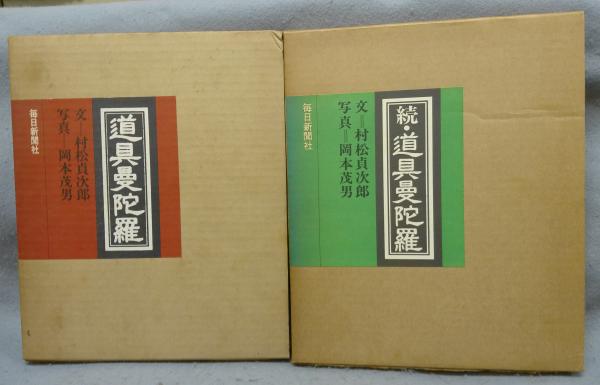 道具曼陀羅
文=村松貞次郎
写真=岡本茂男
毎日新聞社
続・道具曼陀羅
文=村松貞次郎
写真=岡本茂男
毎日新聞社